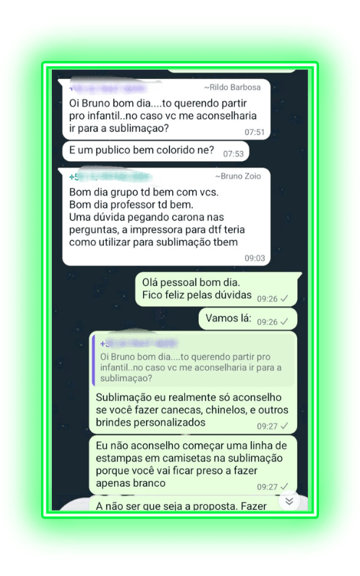 ~Rildo Barbosa
Oi Bruno bom dia....to querendo partir
pro infantil..no caso vc me aconselharia
ir para a sublimaçao?
07:51
E um publico bem colorido ne?
07:53
~Bruno Zoio
Bom dia grupo td bem com vcs.
Bom dia professor td bem.
Uma dúvida pegando carona nas
perguntas, a impressora para dtf teria
como utilizar para sublimação tbem
09:03
Olá pessoal bom dia.
Fico feliz pelas dúvidas 09:26
Vamos lá: 09:26
Oi Bruno bom dia....to querendo partir pro
infantil..no caso vc me aconselharia ir para a
sublimaçao?
Sublimação eu realmente só aconselho
se você fazer canecas, chinelos, e outros
brindes personalizados
09:27
Eu não aconselho começar uma linha de
estampas em camisetas na sublimação
porque você vai ficar preso a fazer
apenas branco
09:27
A não ser que seja a proposta. Fazer